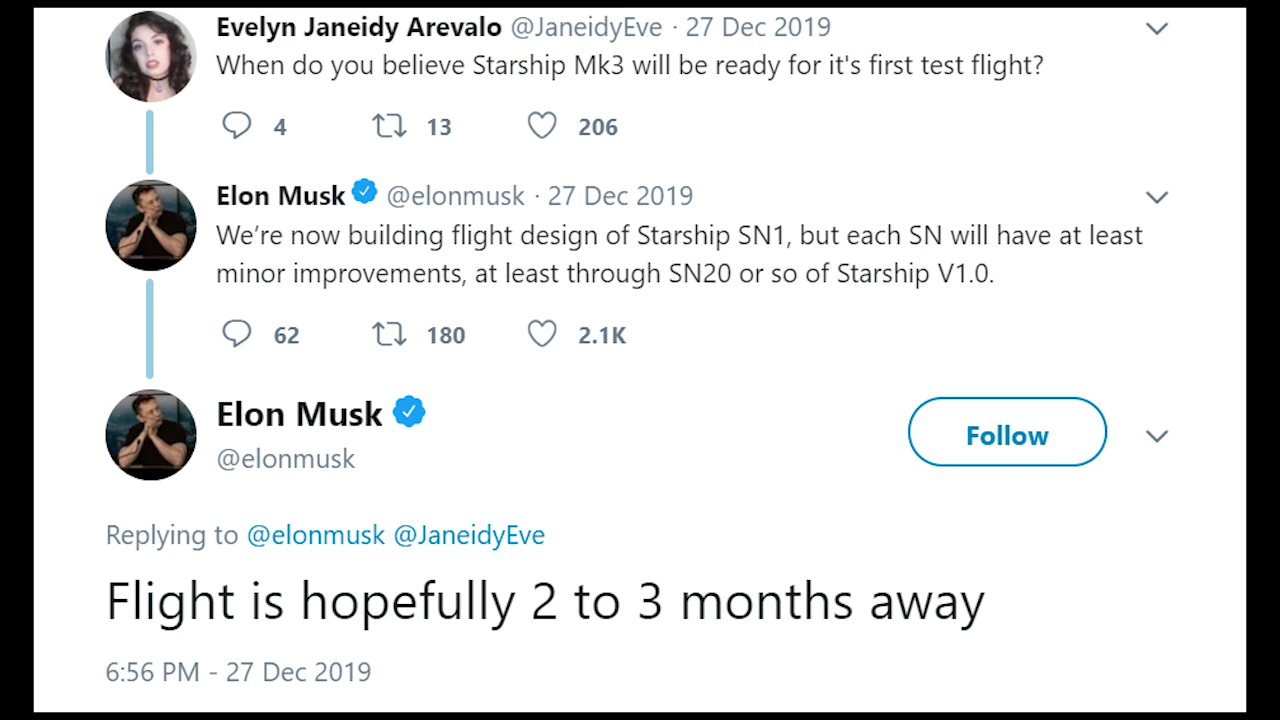 Evelyn Janeidy Arevalo @JaneidyEve · 27 Dec 2019
When do you believe Starship Mk3 will be ready for it's first test flight?
4 13 206
Elon Musk @elonmusk · 27 Dec 2019
We’re now building flight design of Starship SN1, but each SN will have at least
minor improvements, at least through SN20 or so of Starship V1.0.
62 180 2.1K
Elon Musk
Follow
@elonmusk
Replying to @elonmusk @JaneidyEve
Flight is hopefully 2 to 3 months away
6:56 PM - 27 Dec 2019